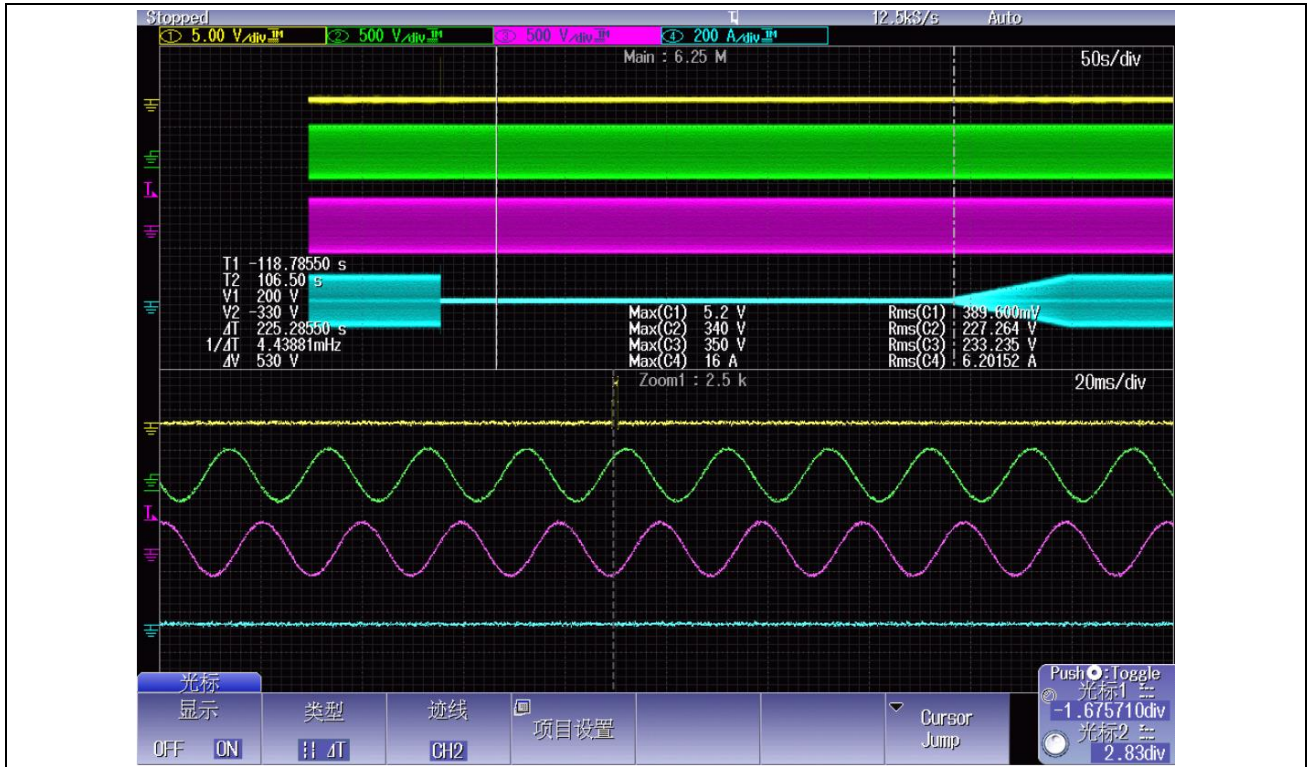 Stopped 12.5kS/s Auto
① 5.00 V/div 1M ② 500 V/div 1M ③ 500 V/div 1M ④ 200 A/div 1M
Main : 6.25 M 50s/div
T1 -118.78550 s
T2 106.50 s
V1 200 V
V2 -330 V
ΔT 225.28550 s
1/ΔT 4.43881mHz
ΔV 530 V
Max(C1) 5.2 V Rms(C1) 389.600mV
Max(C2) 340 V Rms(C2) 227.264 V
Max(C3) 350 V Rms(C3) 233.235 V
Max(C4) 16 A Rms(C4) 6.20152 A
Zoom1 : 2.5 k 20ms/div
光标
显示
OFF ON
类型
ΔT
迹线
CH2
项目设置
Cursor
Jump
Push :Toggle
光标1
-1.675710div
光标2
2.83div